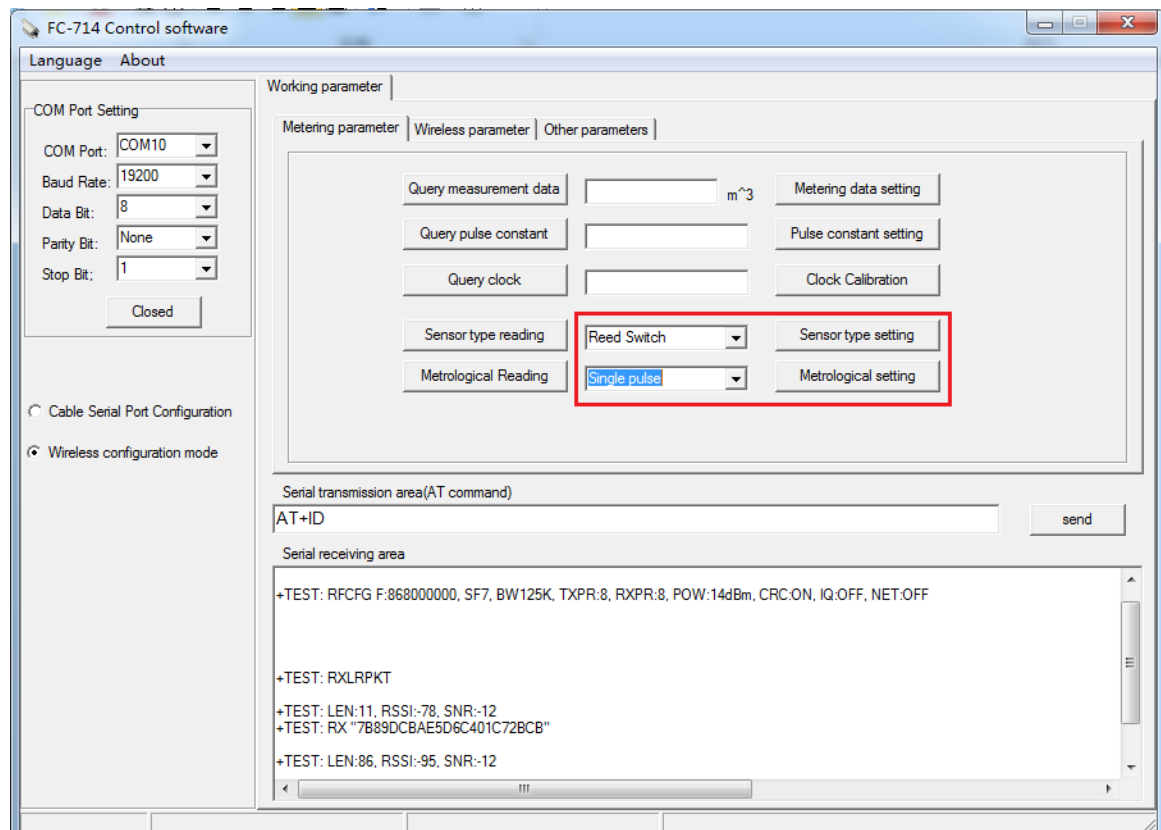 FC-714 Control software
Language About
Working parameter
COM Port Setting
COM Port: COM10
Baud Rate: 19200
Data Bit: 8
Parity Bit: None
Stop Bit: 1
Closed
Cable Serial Port Configuration
Wireless configuration mode
Metering parameter Wireless parameter Other parameters
Query measurement data m^3 Metering data setting
Query pulse constant Pulse constant setting
Query clock Clock Calibration
Sensor type reading Reed Switch Sensor type setting
Metrological Reading Single pulse Metrological setting
Serial transmission area(AT command)
AT+ID send
Serial receiving area
+TEST: RFCFG F:868000000, SF7, BW125K, TXPR:8, RXPR:8, POW:14dBm, CRC:ON, IQ:OFF, NET:OFF
+TEST: RXLRPKT
+TEST: LEN:11, RSSI:-78, SNR:-12
+TEST: RX "7B89DCBAE5D6C401C72BCB"
+TEST: LEN:86, RSSI:-95, SNR:-12